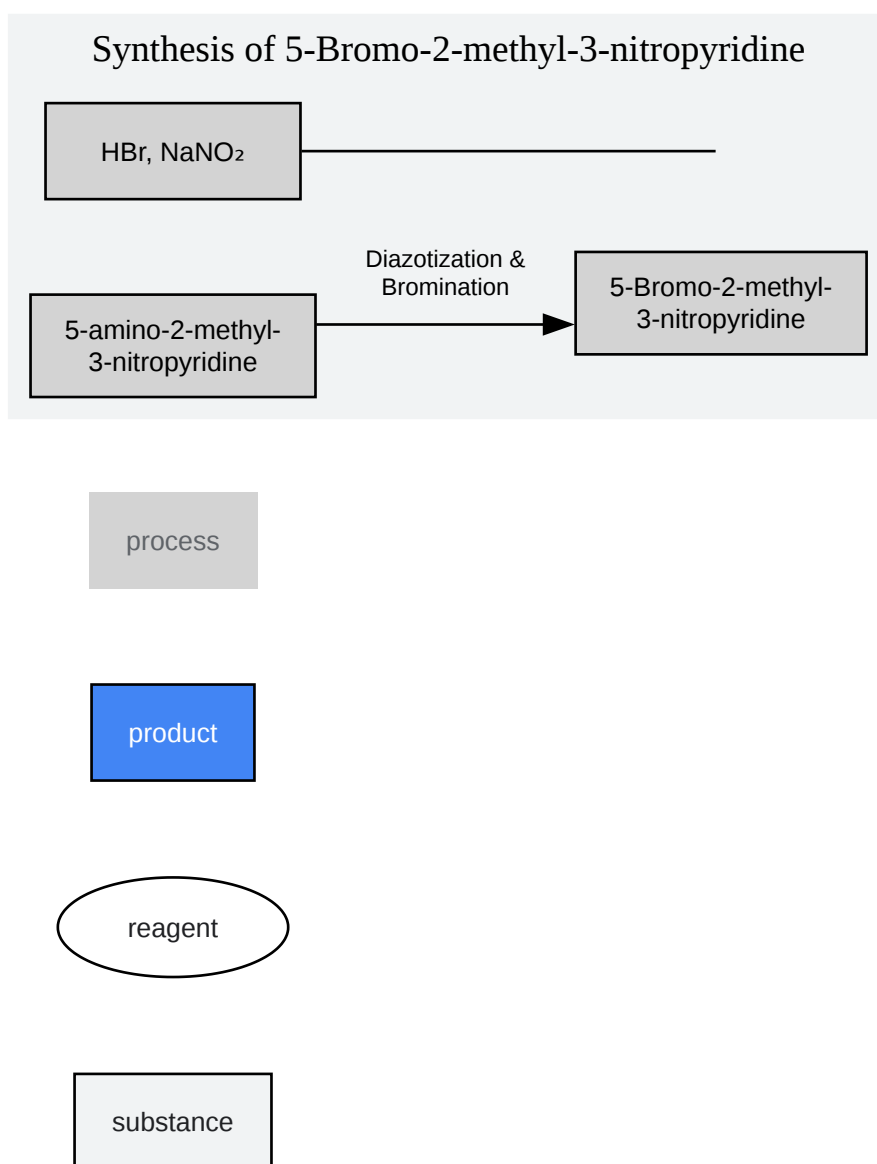 Synthesis of 5-Bromo-2-methyl-3-nitropyridine
HBr, NaNO₂
Diazotization &
Bromination
5-Bromo-2-methyl-
3-nitropyridine
5-amino-2-methyl-
3-nitropyridine
process
product
reagent
substance